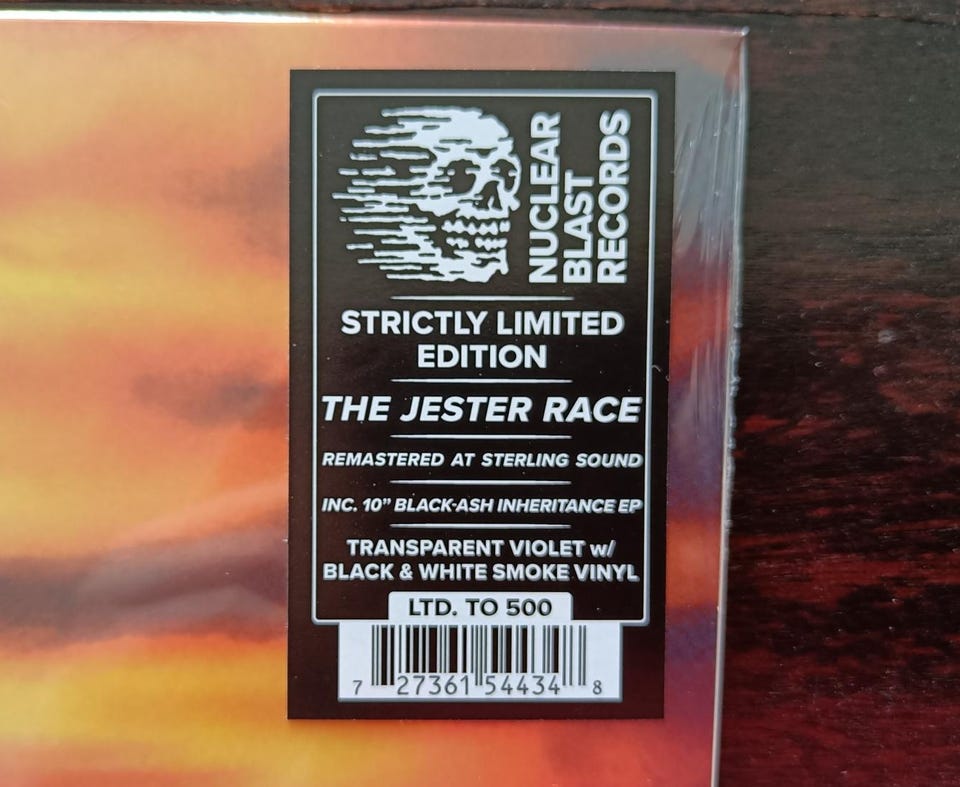 NUCLEAR
BLAST
RECORDS
STRICTLY LIMITED
EDITION
THE JESTER RACE
REMASTERED AT STERLING SOUND
INC. 10” BLACK-ASH INHERITANCE EP
TRANSPARENT VIOLET w/
BLACK & WHITE SMOKE VINYL
LTD. TO 500
7 27361 54434 8